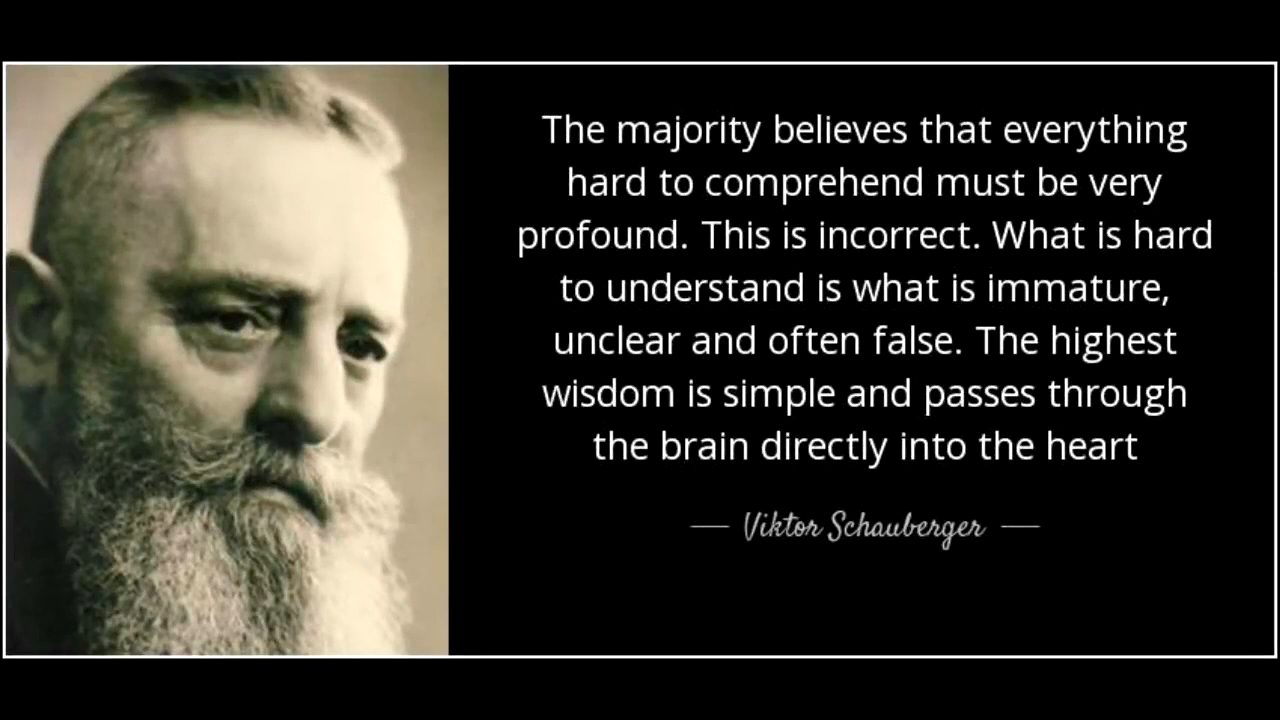 The majority believes that everything
hard to comprehend must be very
profound. This is incorrect. What is hard
to understand is what is immature,
unclear and often false. The highest
wisdom is simple and passes through
the brain directly into the heart
Viktor Schauberger